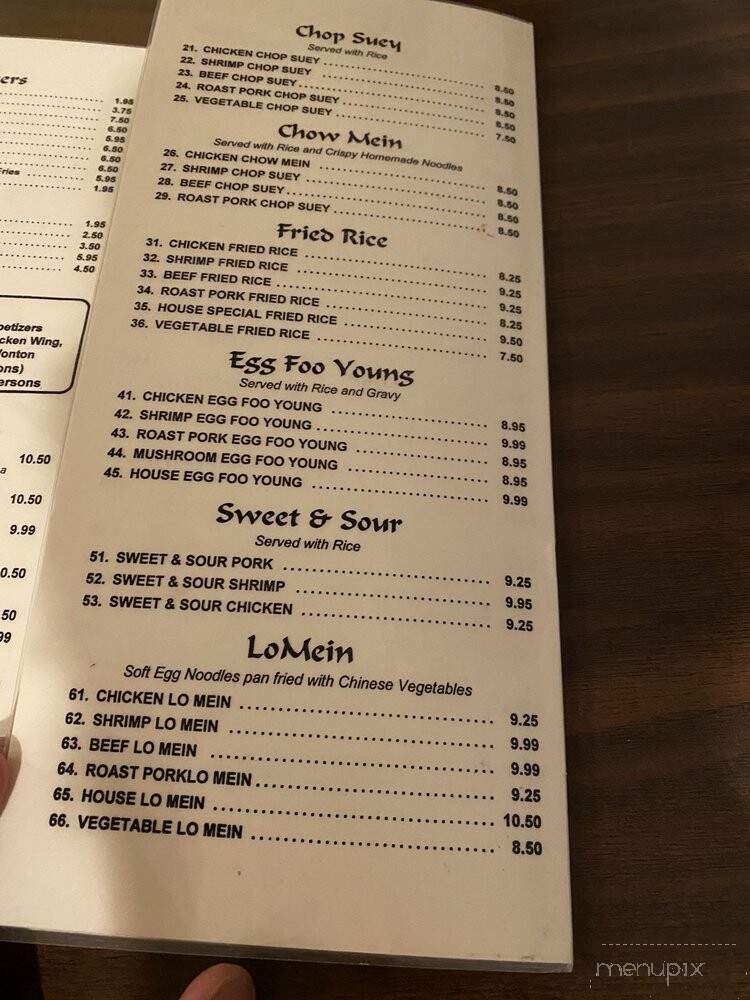 ers
1.95
3.75
7.50
6.50
5.95
6.50
6.50
6.50
Fries 5.95
1.95
1.95
2.50
3.50
5.95
4.50
10.50
10.50
9.99
Chop Suey
Served with Rice
21. CHICKEN CHOP SUEY 8.50
22. SHRIMP CHOP SUEY 8.50
23. BEEF CHOP SUEY 8.50
24. ROAST PORK CHOP SUEY 8.50
25. VEGETABLE CHOP SUEY 7.50
Chow Mein
Served with Rice and Crispy Homemade Noodles
26. CHICKEN CHOW MEIN 8.50
27. SHRIMP CHOP SUEY 8.50
28. BEEF CHOP SUEY 8.50
29. ROAST PORK CHOP SUEY 8.50
Fried Rice
31. CHICKEN FRIED RICE 8.25
32. SHRIMP FRIED RICE 9.25
33. BEEF FRIED RICE 9.25
34. ROAST PORK FRIED RICE 8.25
35. HOUSE SPECIAL FRIED RICE 9.50
36. VEGETABLE FRIED RICE 7.50
Egg Foo Young
Served with Rice and Gravy
41. CHICKEN EGG FOO YOUNG 8.95
42. SHRIMP EGG FOO YOUNG 9.99
43. ROAST PORK EGG FOO YOUNG 8.95
44. MUSHROOM EGG FOO YOUNG 8.95
45. HOUSE EGG FOO YOUNG 9.99
Sweet & Sour
Served with Rice
51. SWEET & SOUR PORK 9.25
52. SWEET & SOUR SHRIMP 9.95
53. SWEET & SOUR CHICKEN 9.25
LoMein
Soft Egg Noodles pan fried with Chinese Vegetables
61. CHICKEN LO MEIN 9.25
62. SHRIMP LO MEIN 9.99
63. BEEF LO MEIN 9.99
64. ROAST PORKLO MEIN 9.25
65. HOUSE LO MEIN 10.50
66. VEGETABLE LO MEIN 8.50
menupix